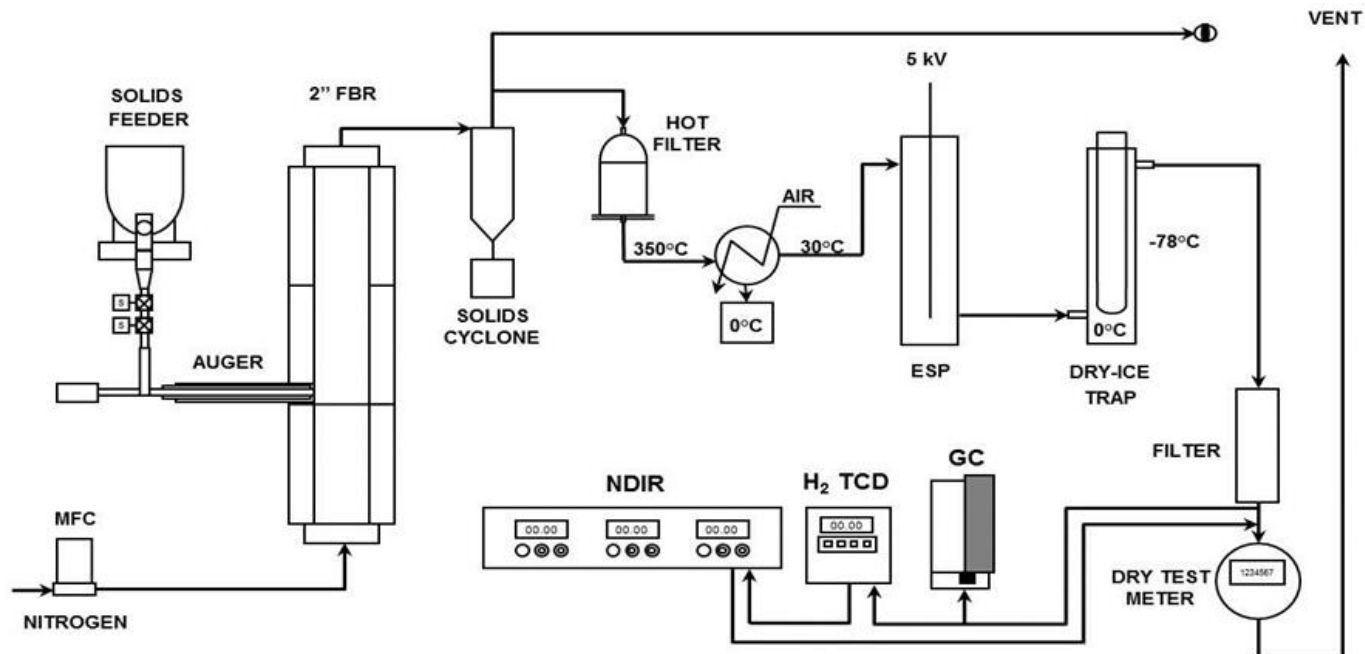 VENT
5 kV
SOLIDS
FEEDER
2” FBR
HOT
FILTER
AIR
350°C
30°C
-78°C
SOLIDS
CYCLONE
0°C
0°C
S
S
AUGER
ESP
DRY-ICE
TRAP
FILTER
GC
NDIR
H₂ TCD
MFC
00.00
00.00
00.00
00.00
DRY TEST
METER
1234567
NITROGEN